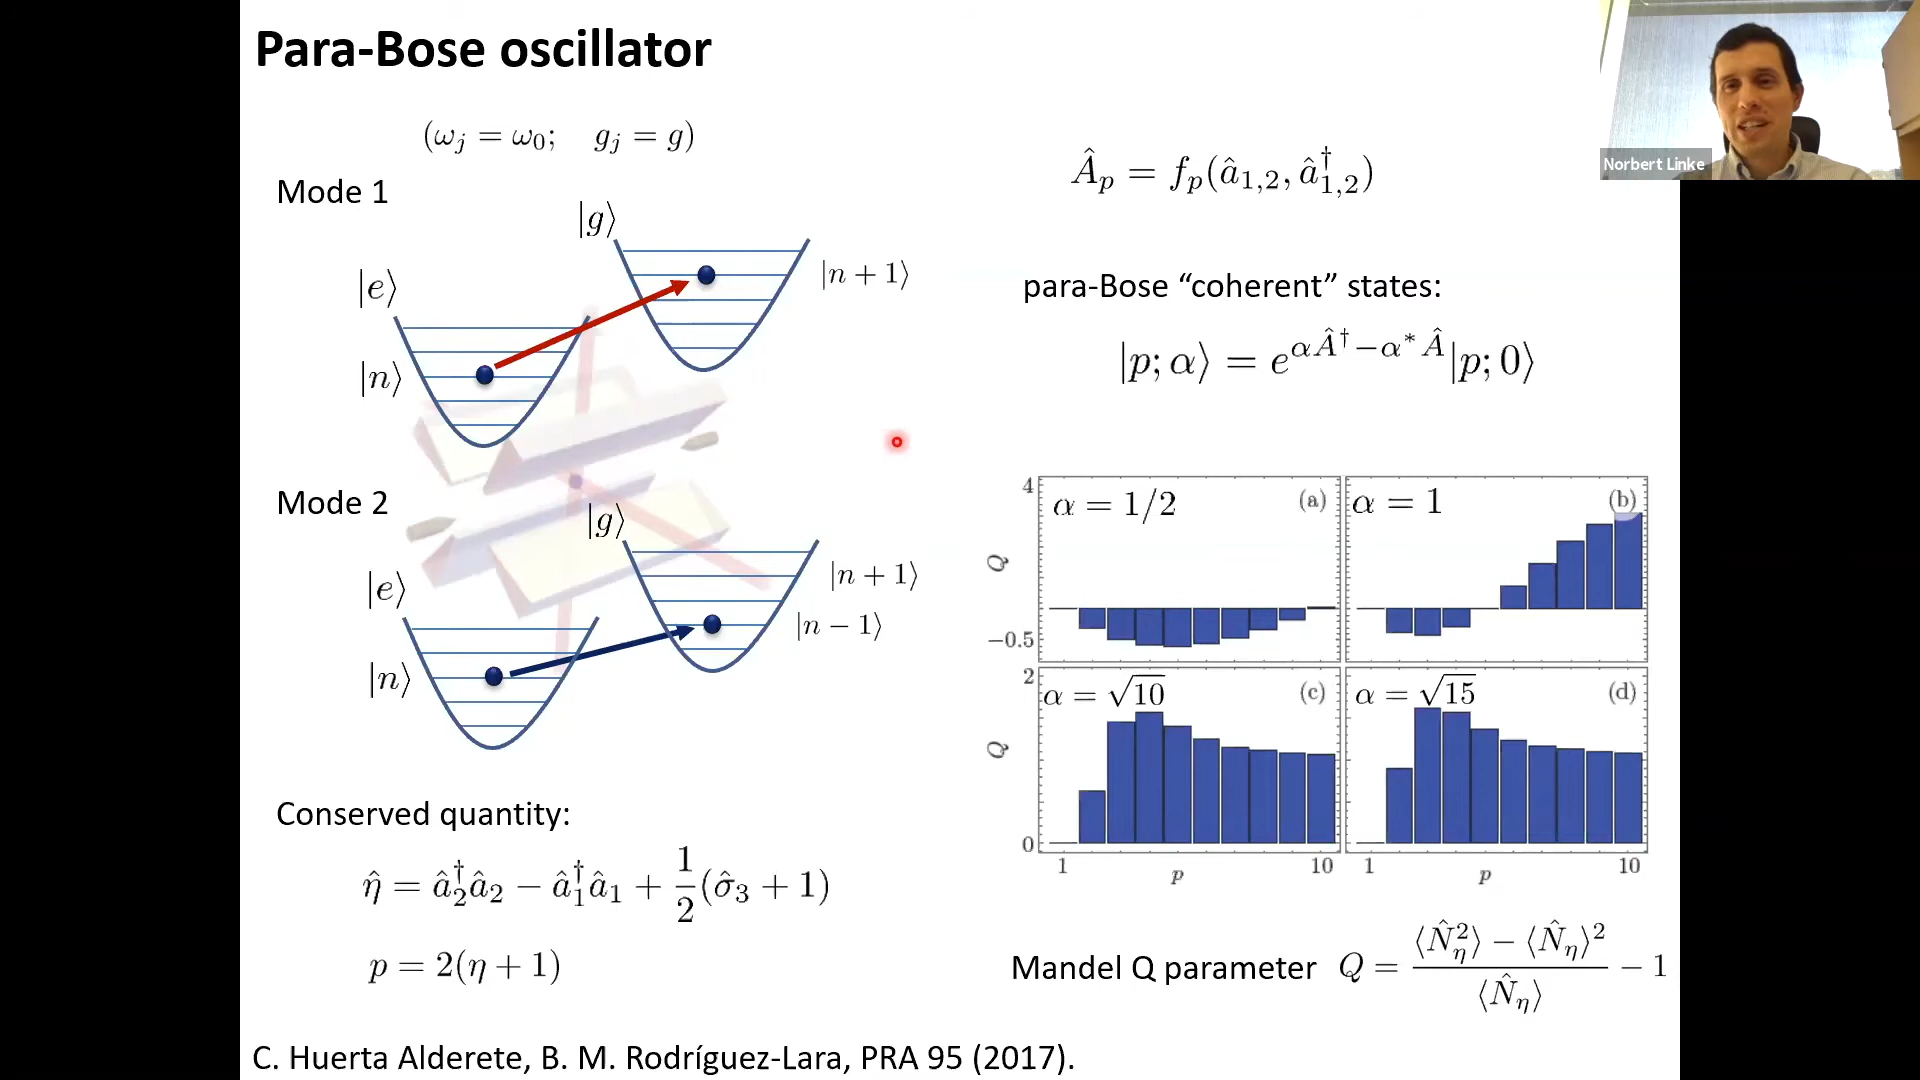 Para-Bose oscillator
Norbert Linke
(ω_j = ω_0;    g_j = g)
Mode 1
|g⟩
|n + 1⟩
|e⟩
|n⟩
Mode 2
|g⟩
|n + 1⟩
|e⟩
|n − 1⟩
|n⟩
Conserved quantity:
η̂ = â₂†â₂ − â₁†â₁ + 1/2(σ̂₃ + 1)
p = 2(η + 1)
Â_p = f_p(â_{1,2}, â†_{1,2})
para-Bose “coherent” states:
|p; α⟩ = e^{α† − α*Â}|p; 0⟩
4
α = 1/2
(a)
α = 1
(b)
Q
−0.5
2
α = √10
(c)
α = √15
(d)
Q
0
1
10
1
10
p
p
Mandel Q parameter Q = (⟨N̂_η²⟩ − ⟨N̂_η⟩²)/⟨N̂_η⟩ − 1
C. Huerta Alderete, B. M. Rodríguez-Lara, PRA 95 (2017).